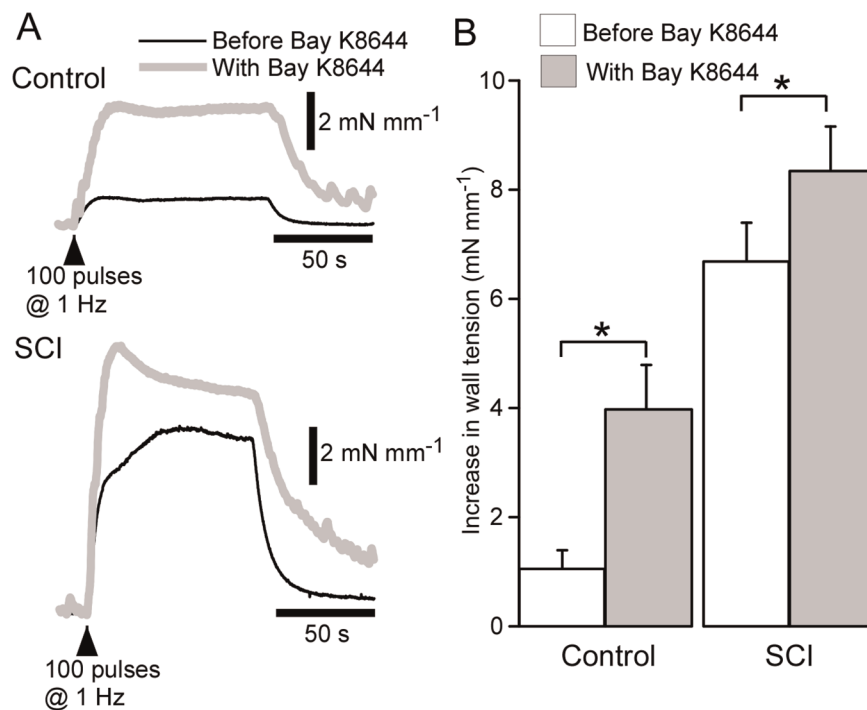 A
Before Bay K8644
With Bay K8644
Control
2 mN mm⁻¹
50 s
100 pulses
@ 1 Hz
SCI
2 mN mm⁻¹
50 s
100 pulses
@ 1 Hz
B
Before Bay K8644
With Bay K8644
Increase in wall tension (mN mm⁻¹)
10
8
6
4
2
0
*
*
Control
SCI